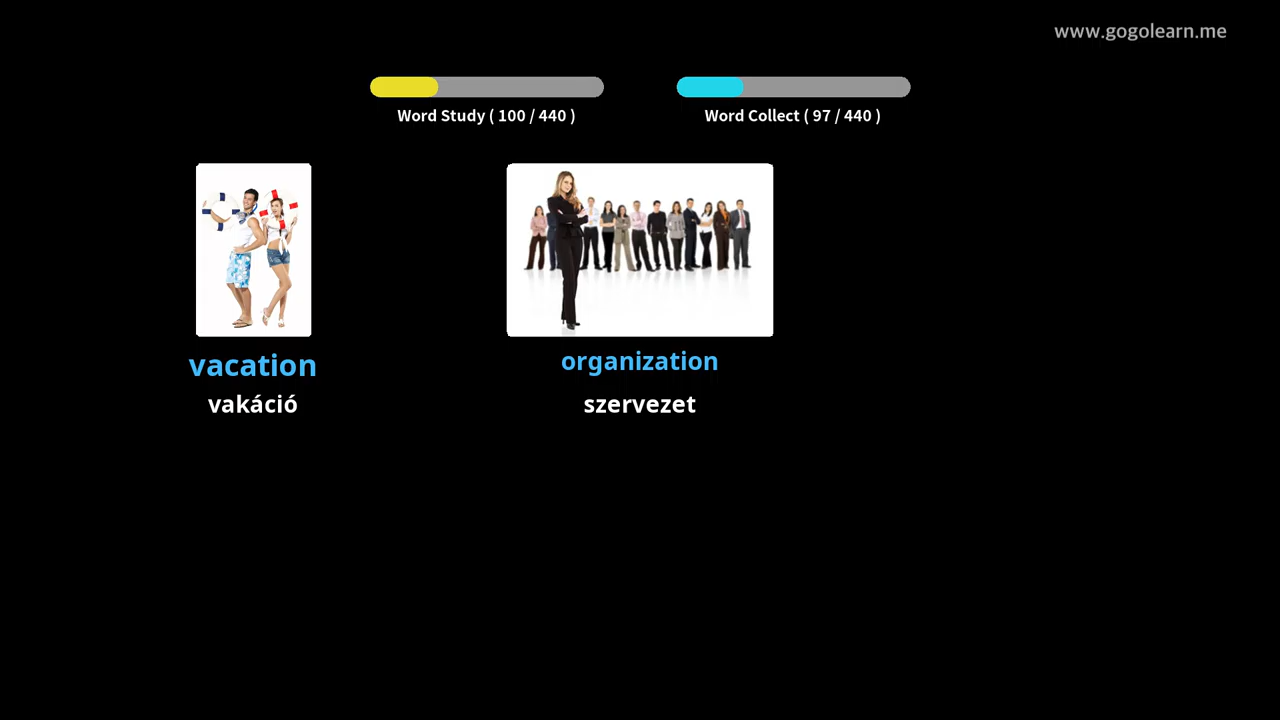 www.gogolearn.me
Word Study ( 100 / 440 )
Word Collect ( 97 / 440 )
vacation
vakáció
organization
szervezet